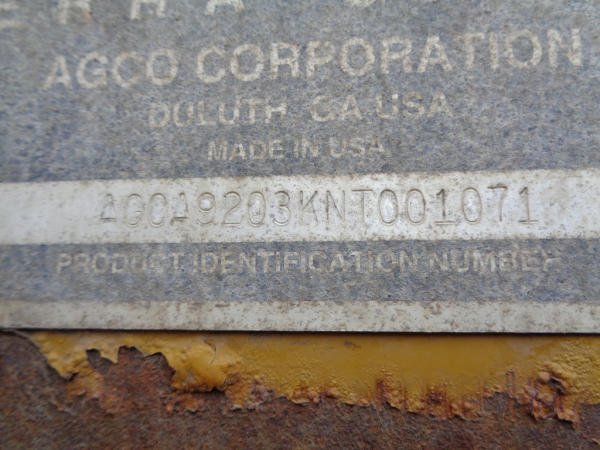 AGCO CORPORATION
DULUTH GA USA
MADE IN USA
AGCA9203KNT001071
PRODUCT IDENTIFICATION NUMBER